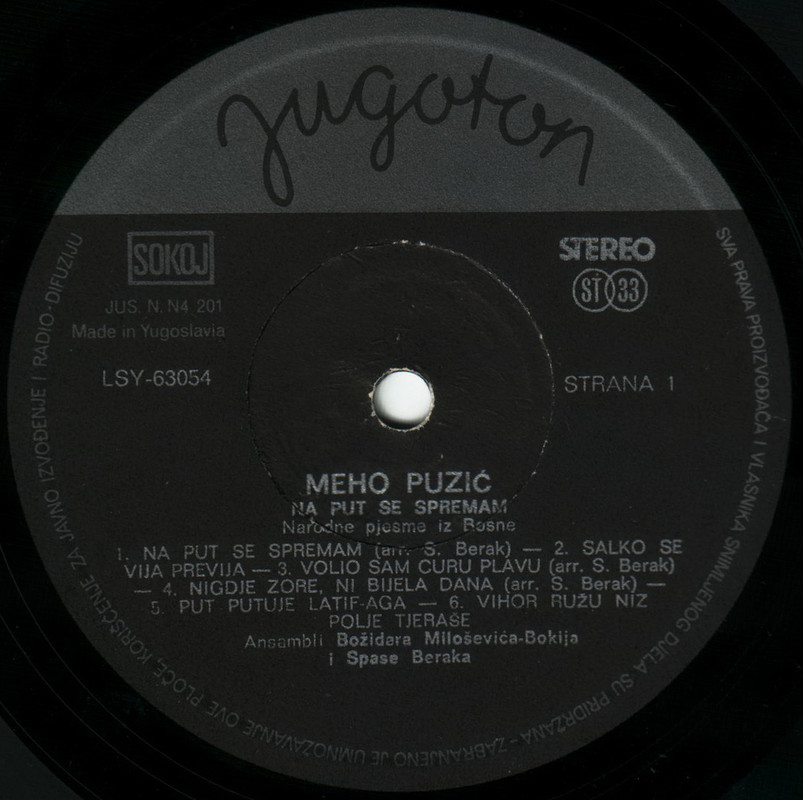 jugoton
SOKOJ
JUS. N. N4 201
Made in Yugoslavia
LSY-63054
STEREO
ST 33
STRANA 1
MEHO PUZIĆ
NA PUT SE SPREMAM
Narodne pjesme iz Bosne
1. NA PUT SE SPREMAM (arr. S. Berak) — 2. SALKO SE
VIJA PREVIJA — 3. VOLIO SAM CURU PLAVU (arr. S. Berak)
— 4. NIGDJE ZORE, NI BIJELA DANA (arr. S. Berak) —
5. PUT PUTUJE LATIF-AGA — 6. VIHOR RUŽU NIZ
POLJE TJERAŠE
Ansambli Božidara Miloševića-Bokija
i Spase Beraka
SVA PRAVA PROIZVOĐAČA I VLASNIKA SNIMLJENOG DJELA SU PRIDRŽANA - ZABRANJENO JE UMNOŽAVANJE OVE PLOČE, KORIŠĆENJE ZA JAVNO IZVOĐENJE I RADIO-DIFUZIJU